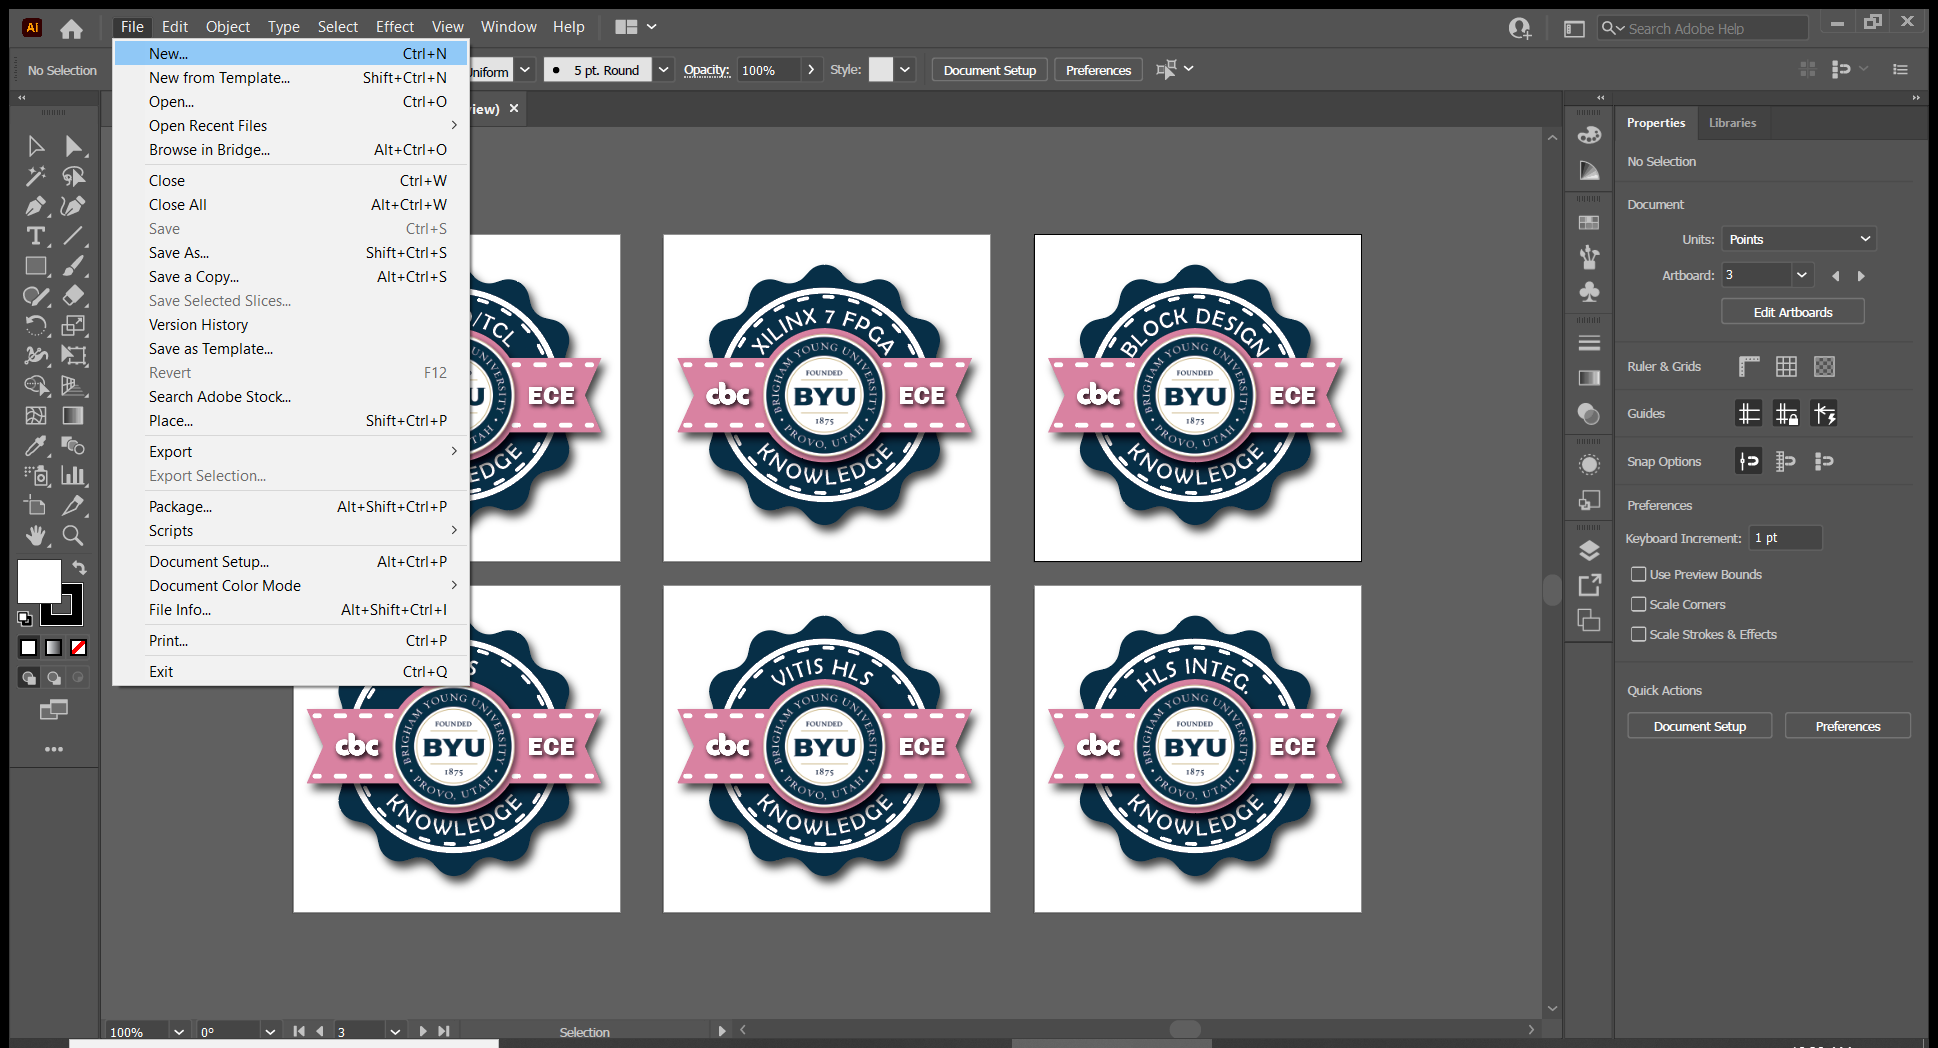 Ai File Edit Object Type Select Effect View Window Help Search Adobe Help
No Selection Uniform 5 pt. Round Opacity: 100% Style: Document Setup Preferences
New... Ctrl+N
New from Template... Shift+Ctrl+N
Open... Ctrl+O
Open Recent Files
Browse in Bridge... Alt+Ctrl+O
Close Ctrl+W
Close All Alt+Ctrl+W
Save Ctrl+S
Save As... Shift+Ctrl+S
Save a Copy... Alt+Ctrl+S
Save Selected Slices...
Version History
Save as Template...
Revert F12
Search Adobe Stock...
Place... Shift+Ctrl+P
Export
Export Selection...
Package... Alt+Shift+Ctrl+P
Scripts
Document Setup... Alt+Ctrl+P
Document Color Mode
File Info... Alt+Shift+Ctrl+I
Print... Ctrl+P
Exit Ctrl+Q
/TCL
ECE
KNOWLEDGE
XILINX 7 FPGA
BRIGHAM YOUNG UNIVERSITY
FOUNDED
cbc BYU ECE
1875
PROVO, UTAH
KNOWLEDGE
BLOCK DESIGN
BRIGHAM YOUNG UNIVERSITY
FOUNDED
cbc BYU ECE
1875
PROVO, UTAH
KNOWLEDGE
BRIGHAM YOUNG UNIVERSITY
FOUNDED
cbc BYU ECE
1875
PROVO, UTAH
KNOWLEDGE
VITIS HLS
BRIGHAM YOUNG UNIVERSITY
FOUNDED
cbc BYU ECE
1875
PROVO, UTAH
KNOWLEDGE
HLS INTEG.
BRIGHAM YOUNG UNIVERSITY
FOUNDED
cbc BYU ECE
1875
PROVO, UTAH
KNOWLEDGE
Properties Libraries
No Selection
Document
Units: Points
Artboard: 3
Edit Artboards
Ruler & Grids
Guides
Snap Options
Preferences
Keyboard Increment: 1 pt
Use Preview Bounds
Scale Corners
Scale Strokes & Effects
Quick Actions
Document Setup Preferences
100% 0° 3 Selection